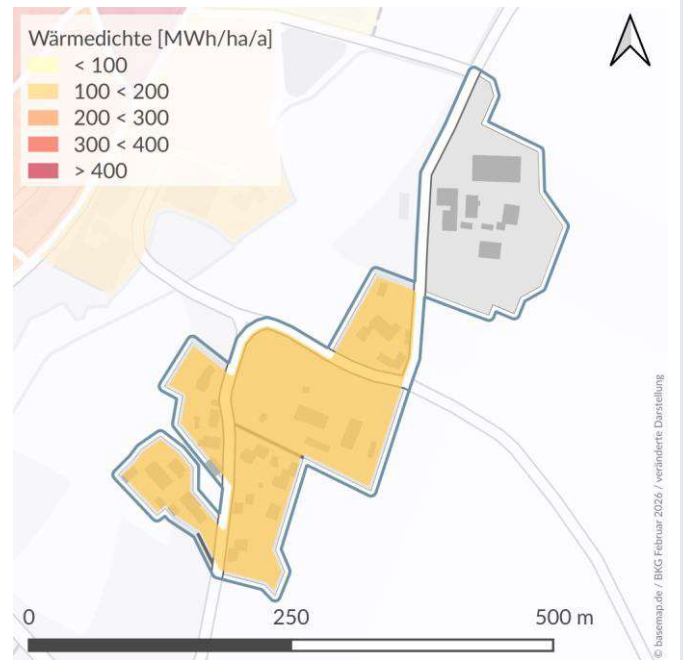 Wärmedichte [MWh/ha/a]
< 100
100 < 200
200 < 300
300 < 400
> 400
0 250 500 m
© basemap.de / BKG Februar 2026 / veränderte Darstellung